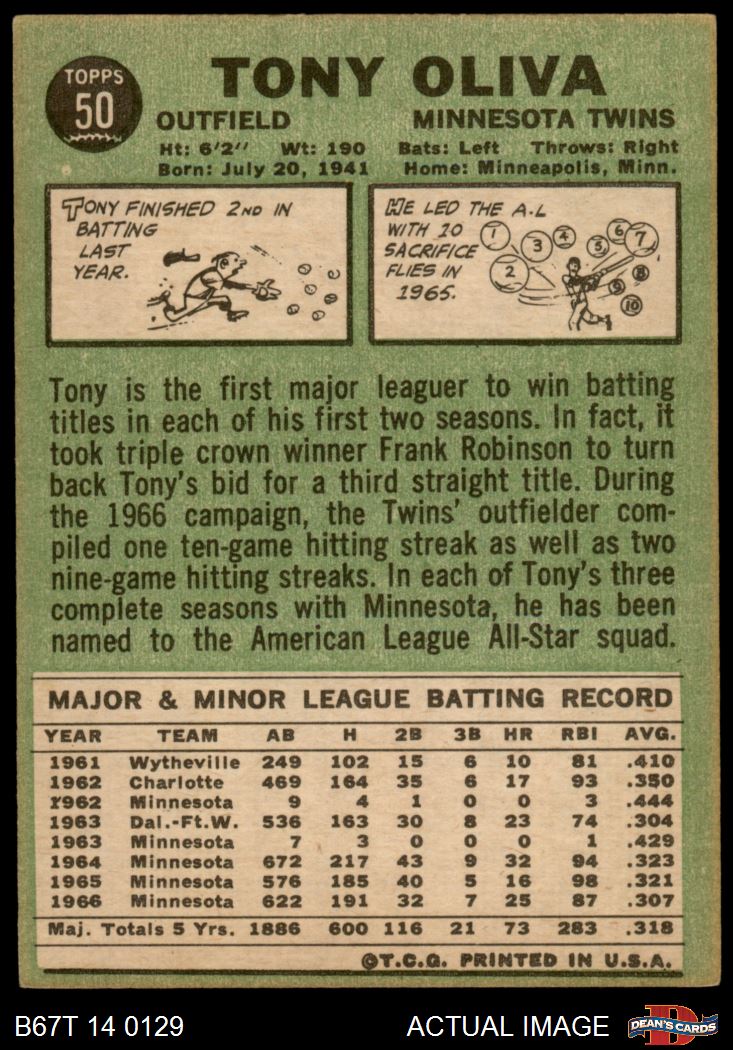 TOPPS
50
TONY OLIVA
OUTFIELD MINNESOTA TWINS
Ht: 6'2" Wt: 190 Bats: Left Throws: Right
Born: July 20, 1941 Home: Minneapolis, Minn.
TONY FINISHED 2ND IN
BATTING
LAST
YEAR.
HE LED THE A.L
WITH 10
SACRIFICE
FLIES IN
1965.
1 2 3 4 5 6 7 8 9 10
Tony is the first major leaguer to win batting
titles in each of his first two seasons. In fact, it
took triple crown winner Frank Robinson to turn
back Tony's bid for a third straight title. During
the 1966 campaign, the Twins' outfielder com-
piled one ten-game hitting streak as well as two
nine-game hitting streaks. In each of Tony's three
complete seasons with Minnesota, he has been
named to the American League All-Star squad.
MAJOR & MINOR LEAGUE BATTING RECORD
YEAR TEAM AB H 2B 3B HR RBI AVG.
1961 Wytheville 249 102 15 6 10 81 .410
1962 Charlotte 469 164 35 6 17 93 .350
1962 Minnesota 9 4 1 0 0 3 .444
1963 Dal.-Ft.W. 536 163 30 8 23 74 .304
1963 Minnesota 7 3 0 0 0 1 .429
1964 Minnesota 672 217 43 9 32 94 .323
1965 Minnesota 576 185 40 5 16 98 .321
1966 Minnesota 622 191 32 7 25 87 .307
Maj. Totals 5 Yrs. 1886 600 116 21 73 283 .318
©T.C.G. PRINTED IN U.S.A.
B67T 14 0129 ACTUAL IMAGE
D
DEAN'S CARDS